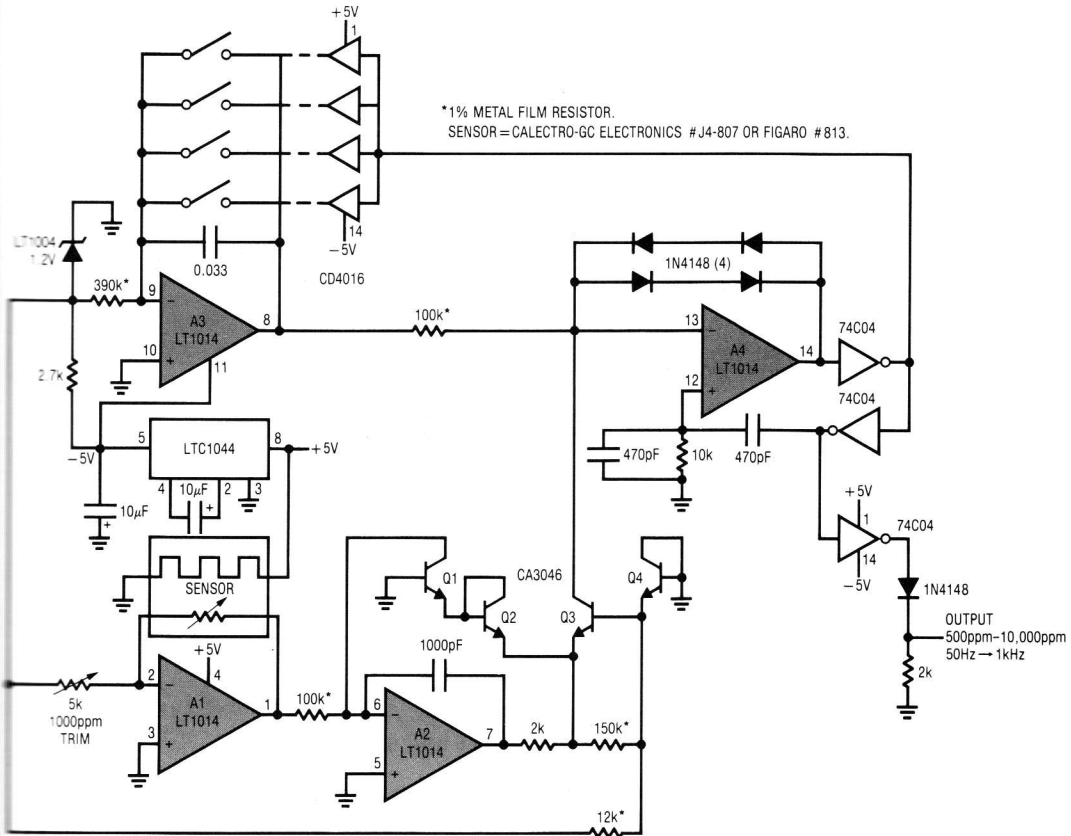 +5V
1
*1% METAL FILM RESISTOR.
SENSOR = CALECTRO-GC ELECTRONICS #J4-807 OR FIGARO #813.
14
−5V
CD4016
LT1004
1.2V
0.033
390k*
9
−
A3
LT1014
8
10
+
11
2.7k
100k*
1N4148 (4)
13
−
A4
LT1014
14
12
+
74C04
74C04
470pF
10k
470pF
−5V
5
LTC1044
8
+5V
4
10μF
2
3
+
10μF
+
+5V
1
74C04
14
−5V
1N4148
OUTPUT
500ppm–10,000ppm
50Hz → 1kHz
2k
SENSOR
Q1
CA3046
Q4
Q2
Q3
1000pF
+5V
4
5k
1000ppm
TRIM
2
−
A1
LT1014
1
3
+
100k*
6
−
A2
LT1014
7
5
+
2k
150k*
12k*